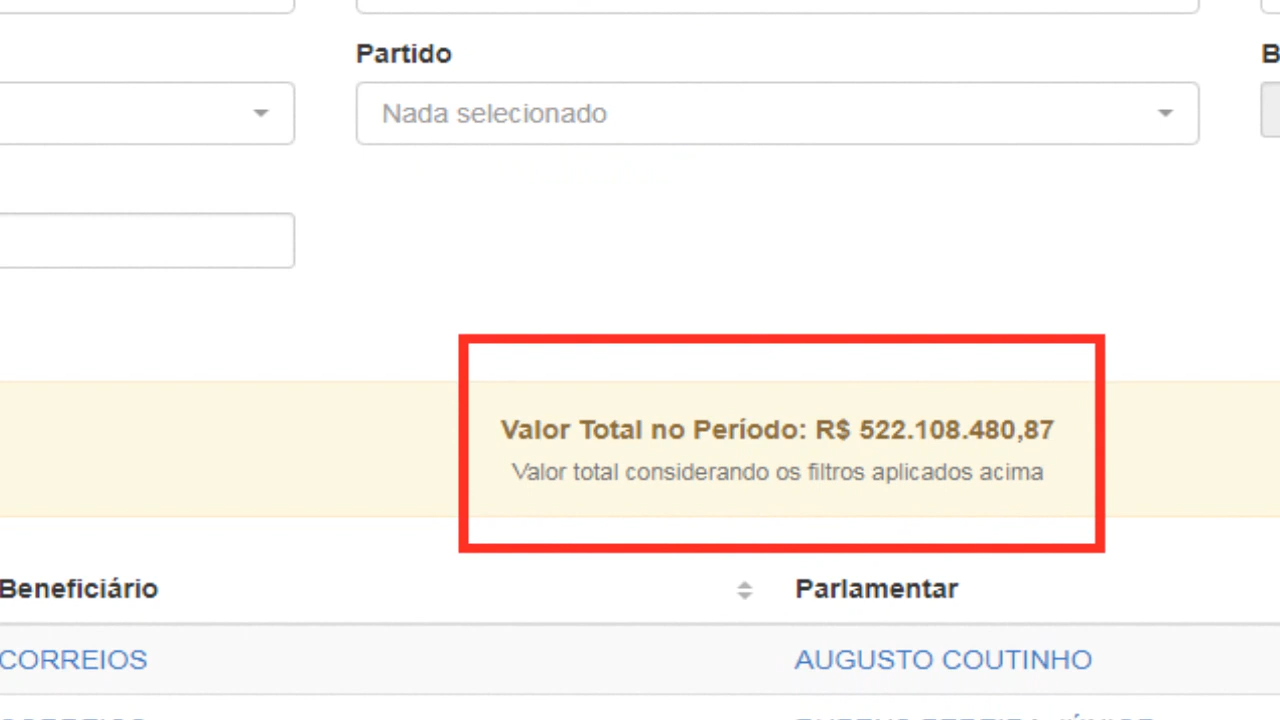 Partido
B
Nada selecionado
Valor Total no Período: R$ 522.108.480,87
Valor total considerando os filtros aplicados acima
Beneficiário
Parlamentar
CORREIOS
AUGUSTO COUTINHO